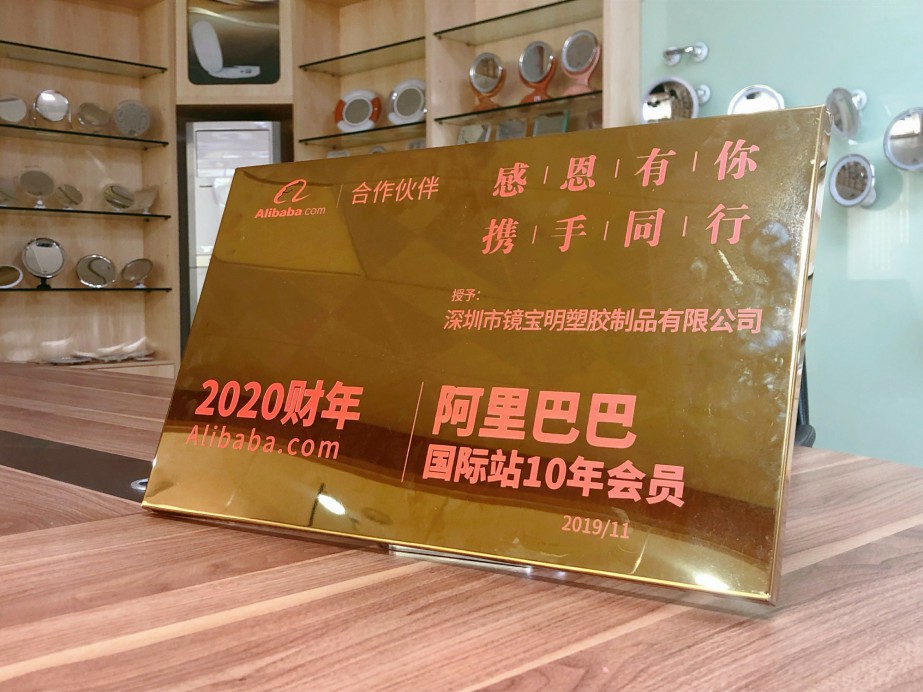 Alibaba.com | 合作伙伴
感 | 恩 | 有 | 你
携 | 手 | 同 | 行
授予:
深圳市镜宝明塑胶制品有限公司
2020财年
Alibaba.com
阿里巴巴
国际站10年会员
2019/11